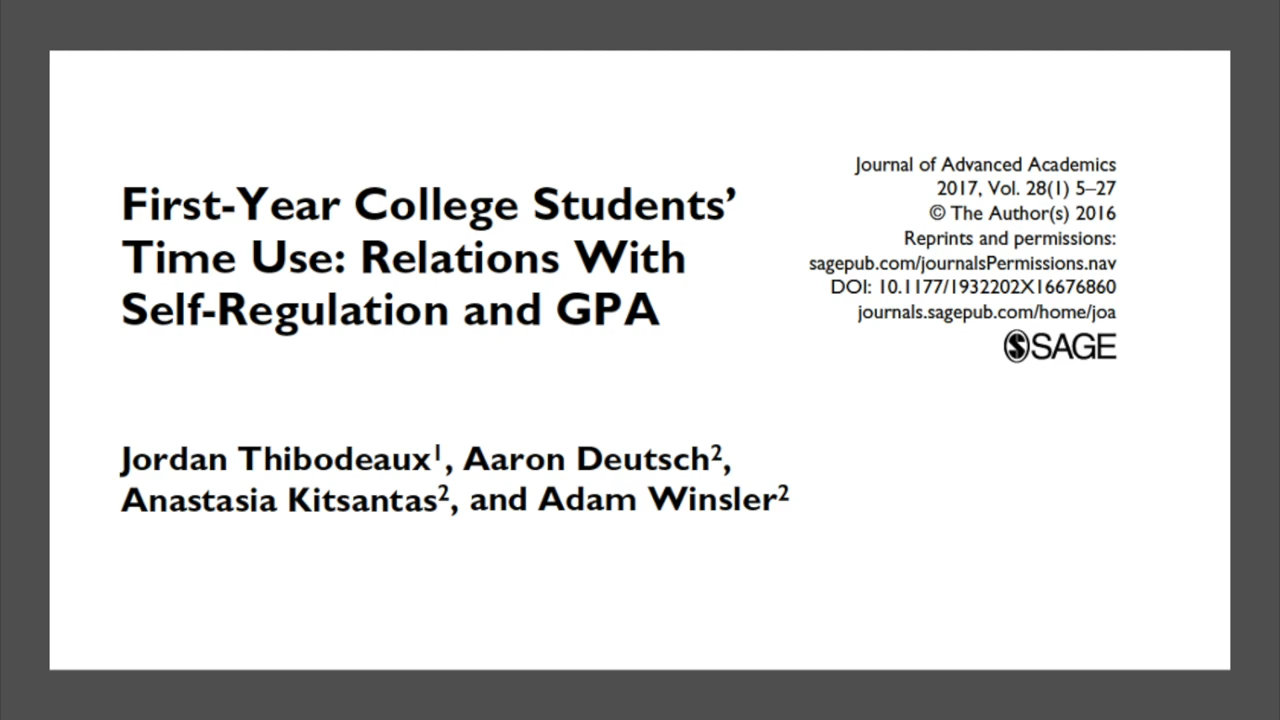 First-Year College Students’
Time Use: Relations With
Self-Regulation and GPA
Journal of Advanced Academics
2017, Vol. 28(1) 5–27
© The Author(s) 2016
Reprints and permissions:
sagepub.com/journalsPermissions.nav
DOI: 10.1177/1932202X16676860
journals.sagepub.com/home/joa
SAGE
Jordan Thibodeaux¹, Aaron Deutsch²,
Anastasia Kitsantas², and Adam Winsler²